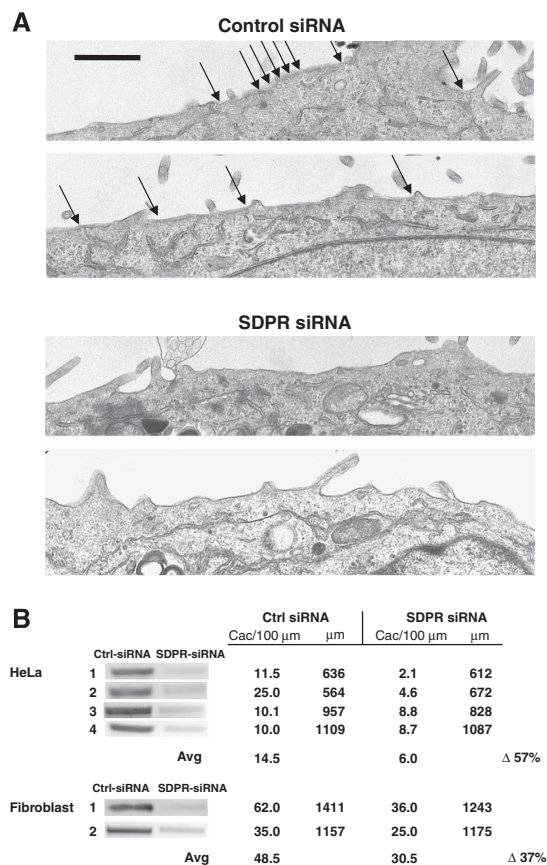 A
Control siRNA
SDPR siRNA
B
Ctrl siRNA SDPR siRNA
Cac/100 µm µm Cac/100 µm µm
Ctrl-siRNA SDPR-siRNA
HeLa 1 11.5 636 2.1 612
2 25.0 564 4.6 672
3 10.1 957 8.8 828
4 10.0 1109 8.7 1087
Avg 14.5 6.0 Δ 57%
Ctrl-siRNA SDPR-siRNA
Fibroblast 1 62.0 1411 36.0 1243
2 35.0 1157 25.0 1175
Avg 48.5 30.5 Δ 37%